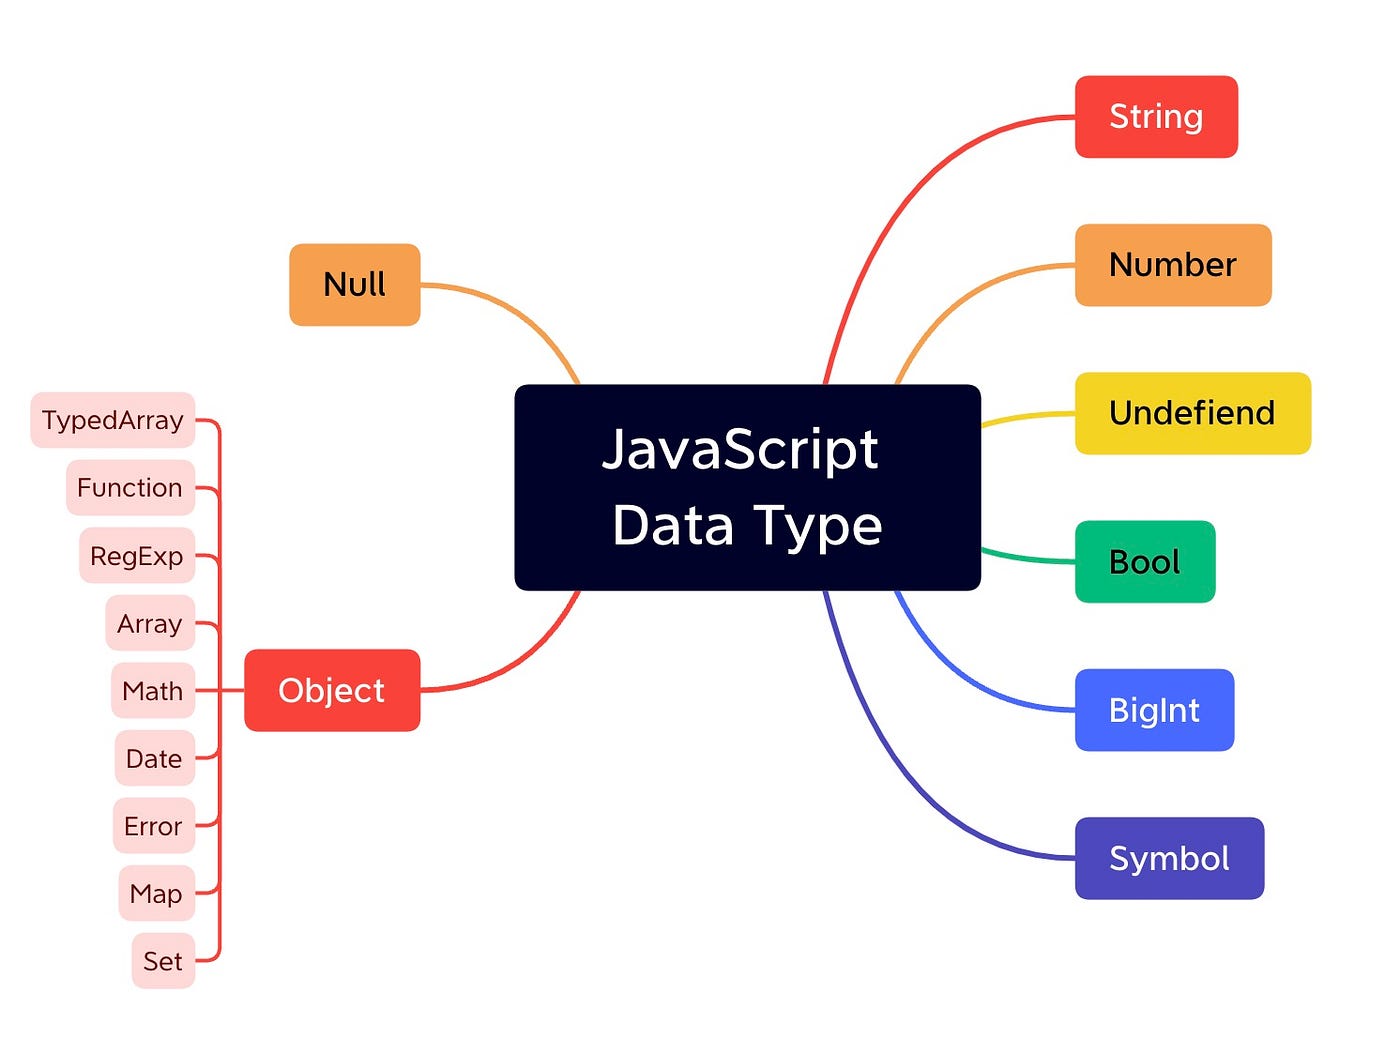 JavaScript
Data Type
String
Number
Undefiend
Bool
BigInt
Symbol
Null
Object
TypedArray
Function
RegExp
Array
Math
Date
Error
Map
Set